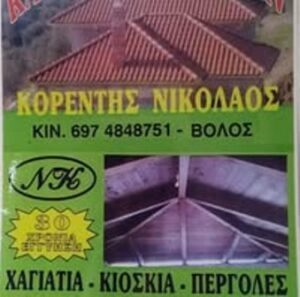 ΚΟΡΕΝΤΗΣ ΝΙΚΟΛΑΟΣ
ΚΙΝ. 697 4848751 - ΒΟΛΟΣ
ΝΚ
30
ΧΡΟΝΙΑ
ΕΓΓΥΗΣΗ
ΧΑΓΙΑΤΙΑ - ΚΙΟΣΚΙΑ - ΠΕΡΓΟΛΕΣ